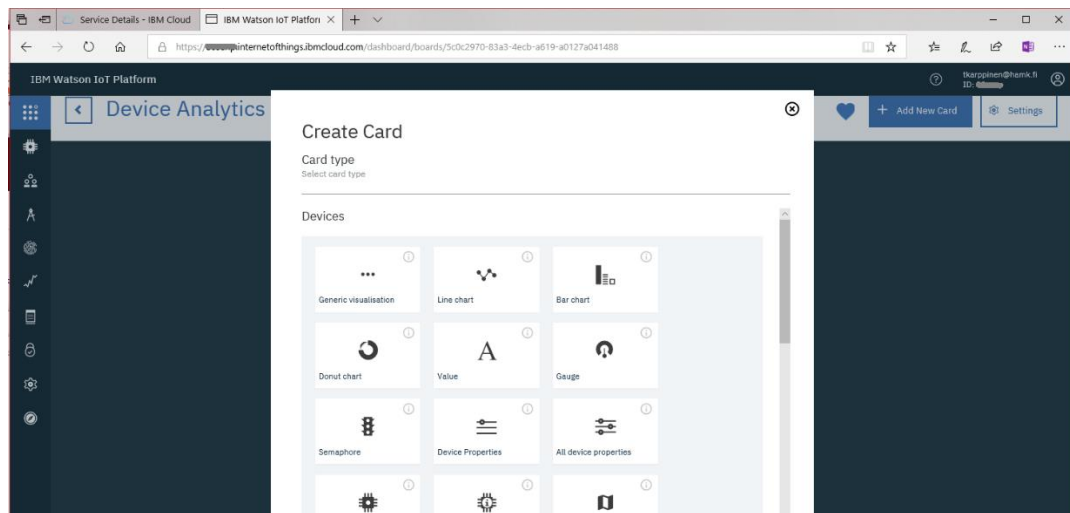 Service Details - IBM Cloud
IBM Watson IoT Platfor
https://
internetofthings.ibmcloud.com/dashboard/boards/5c0c2970-83a3-4ecb-a619-a0127a041488
IBM Watson IoT Platform
tkarppinen@hamk.fi
ID:
Device Analytics
Add New Card
Settings
Create Card
Card type
Select card type
Devices
Generic visualisation
Line chart
Bar chart
Donut chart
Value
Gauge
Semaphore
Device Properties
All device properties